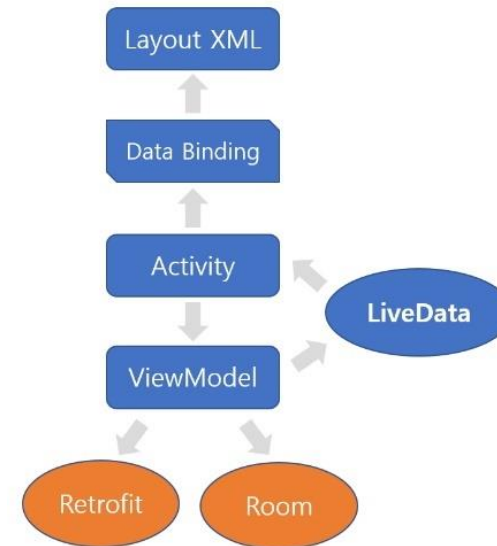 Layout XML
Data Binding
Activity
LiveData
ViewModel
Retrofit
Room